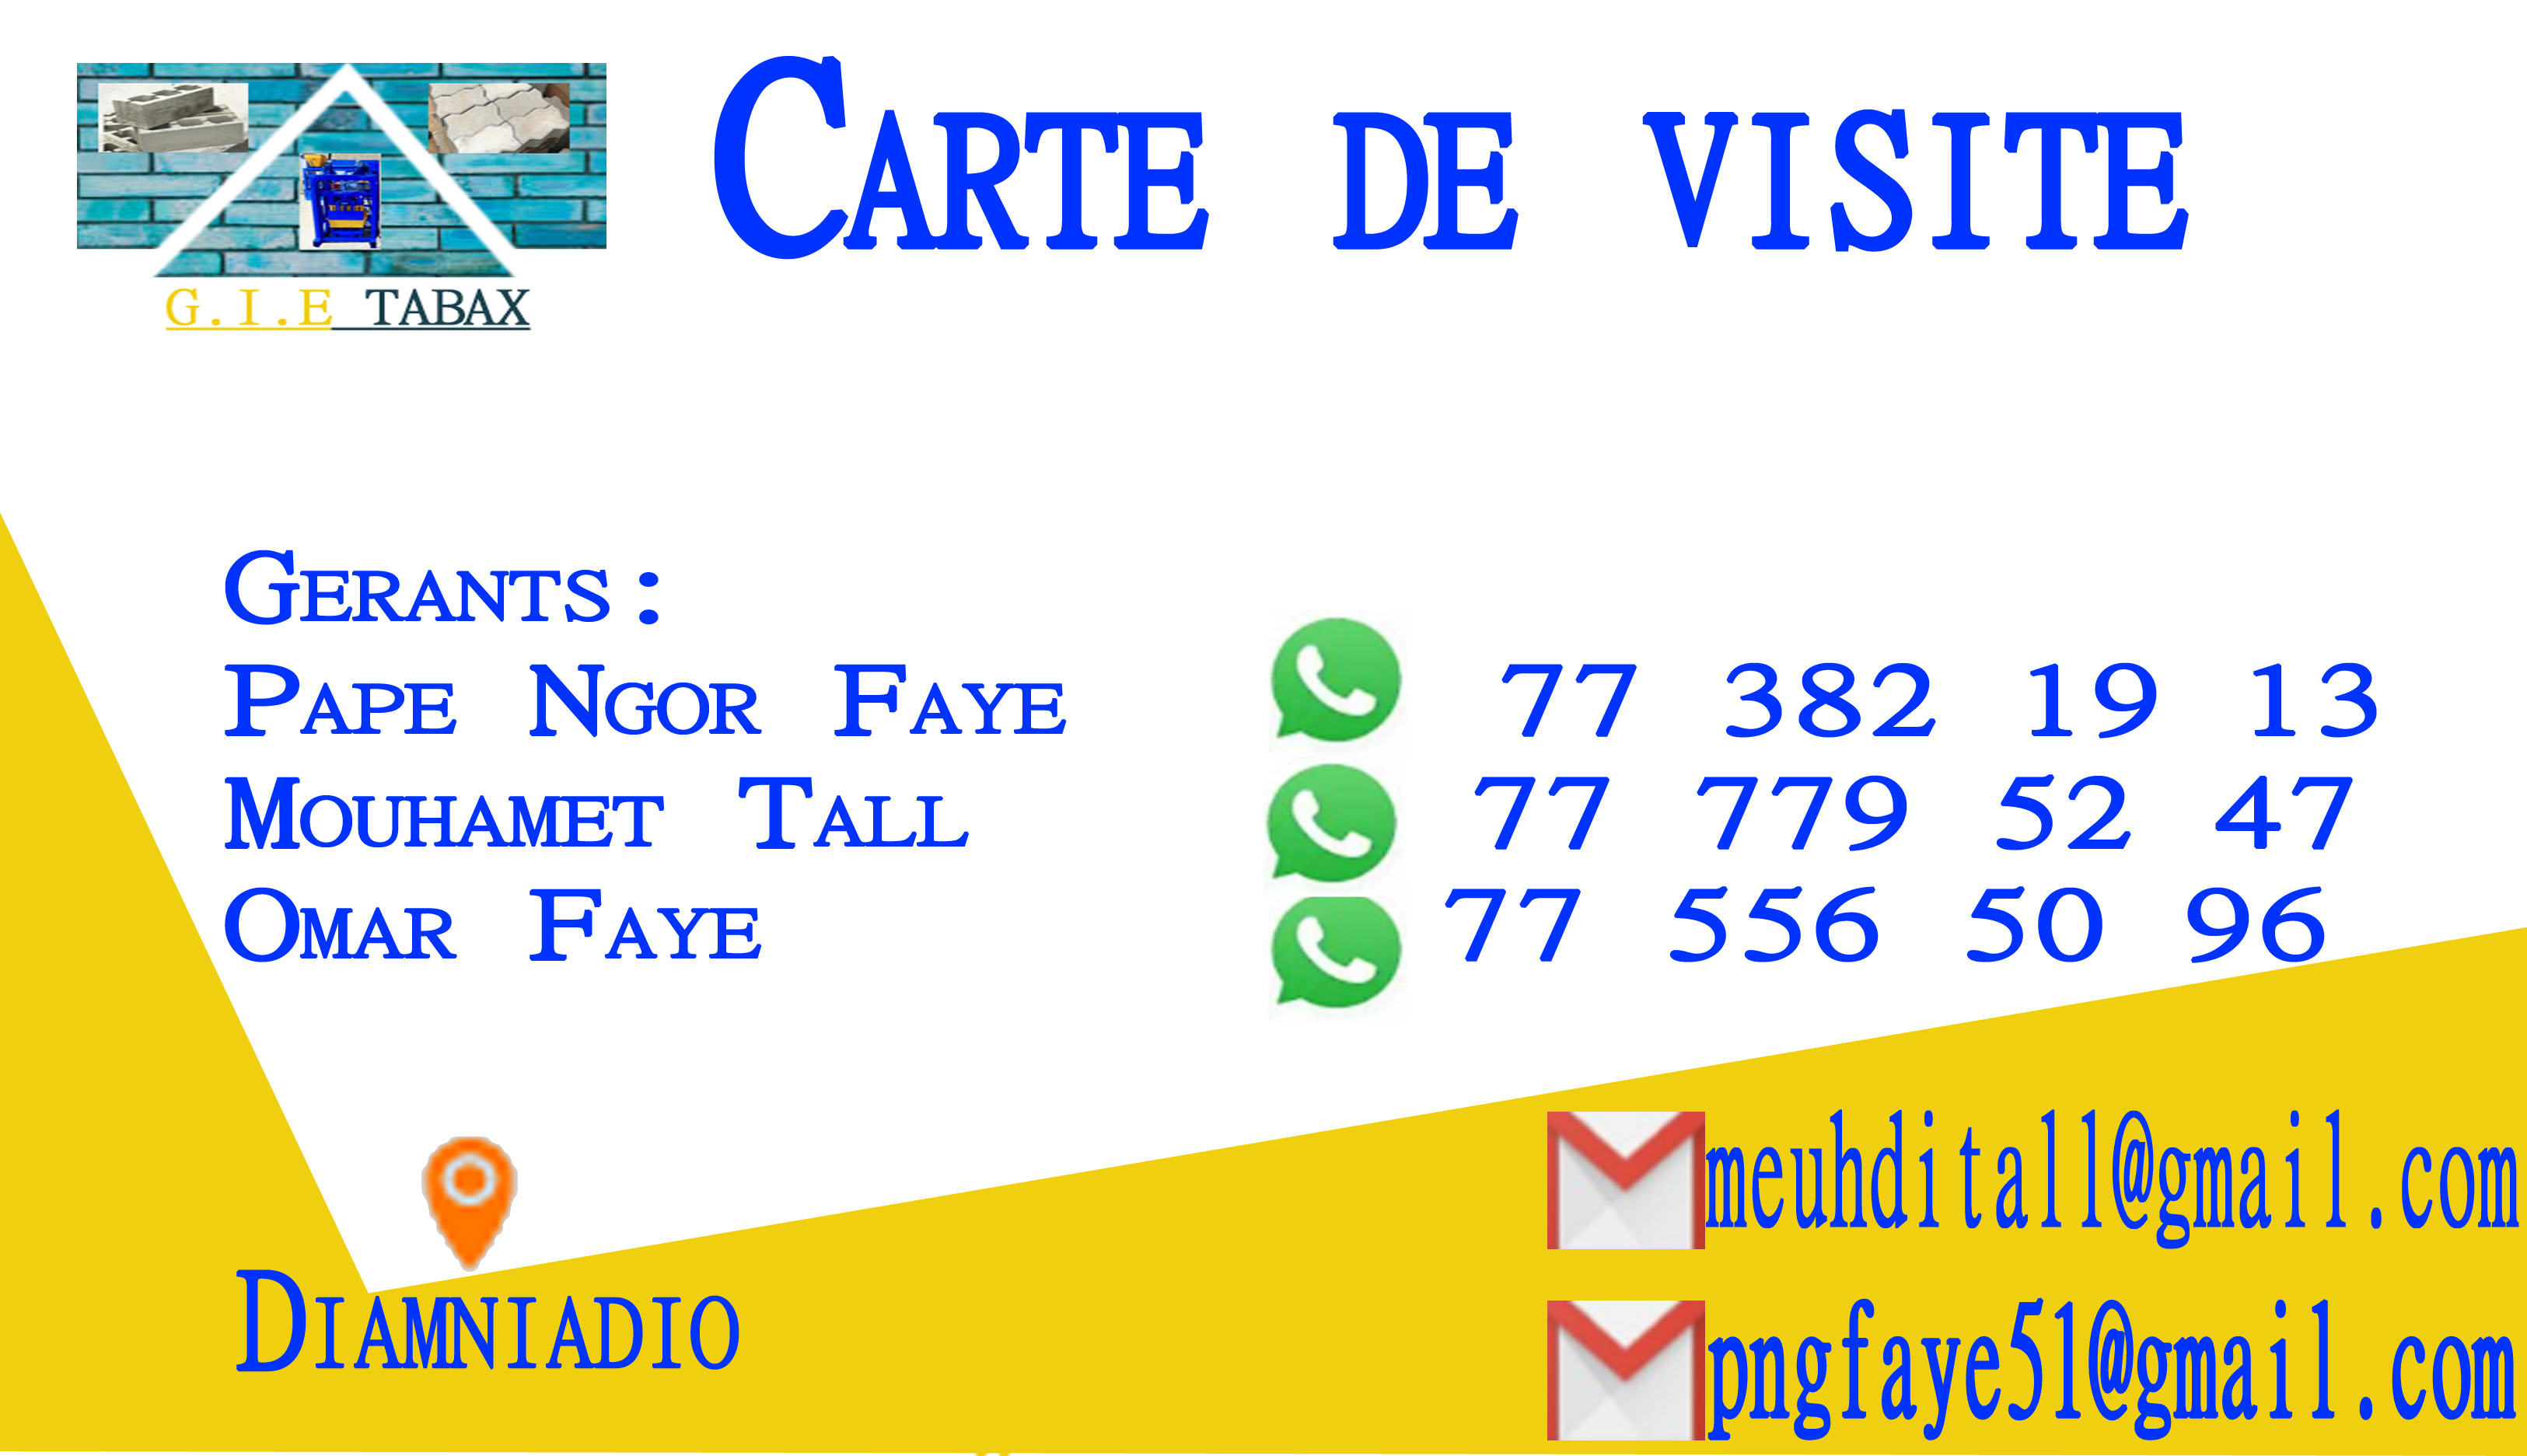 CARTE DE VISITE
G.I.E TABAX
GERANTS:
PAPE NGOR FAYE 77 382 19 13
MOUHAMET TALL 77 779 52 47
OMAR FAYE 77 556 50 96
meuhditall@gmail.com
DIAMNIADIO
pngfaye51@gmail.com